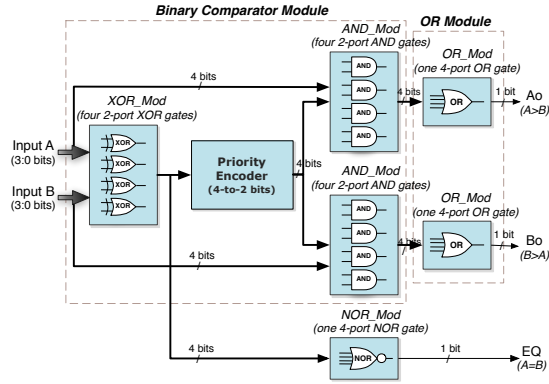 Binary Comparator Module
AND_Mod
(four 2-port AND gates)
OR Module
OR_Mod
(one 4-port OR gate)
XOR_Mod
(four 2-port XOR gates)
4 bits
AND
AND
AND
AND
4 bits
OR
1 bit
Ao
(A>B)
Input A
(3:0 bits)
Input B
(3:0 bits)
XOR
XOR
XOR
XOR
Priority
Encoder
(4-to-2 bits)
4 bits
AND_Mod
(four 2-port AND gates)
AND
AND
AND
AND
4 bits
OR_Mod
(one 4-port OR gate)
OR
1 bit
Bo
(B>A)
4 bits
NOR_Mod
(one 4-port NOR gate)
4 bits
NOR
1 bit
EQ
(A=B)